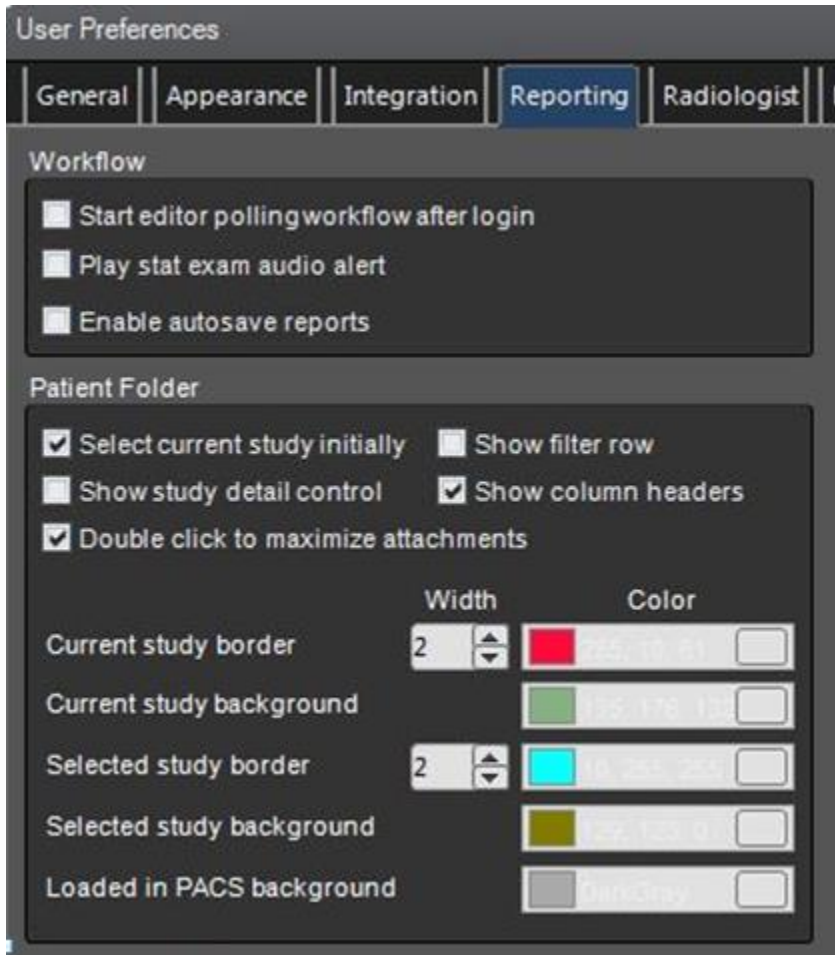 User Preferences
General Appearance Integration Reporting Radiologist
Workflow
Start editor polling workflow after login
Play stat exam audio alert
Enable autosave reports
Patient Folder
Select current study initially Show filter row
Show study detail control Show column headers
Double click to maximize attachments
Width Color
Current study border 2
Current study background
Selected study border 2
Selected study background
Loaded in PACS background DarkGray